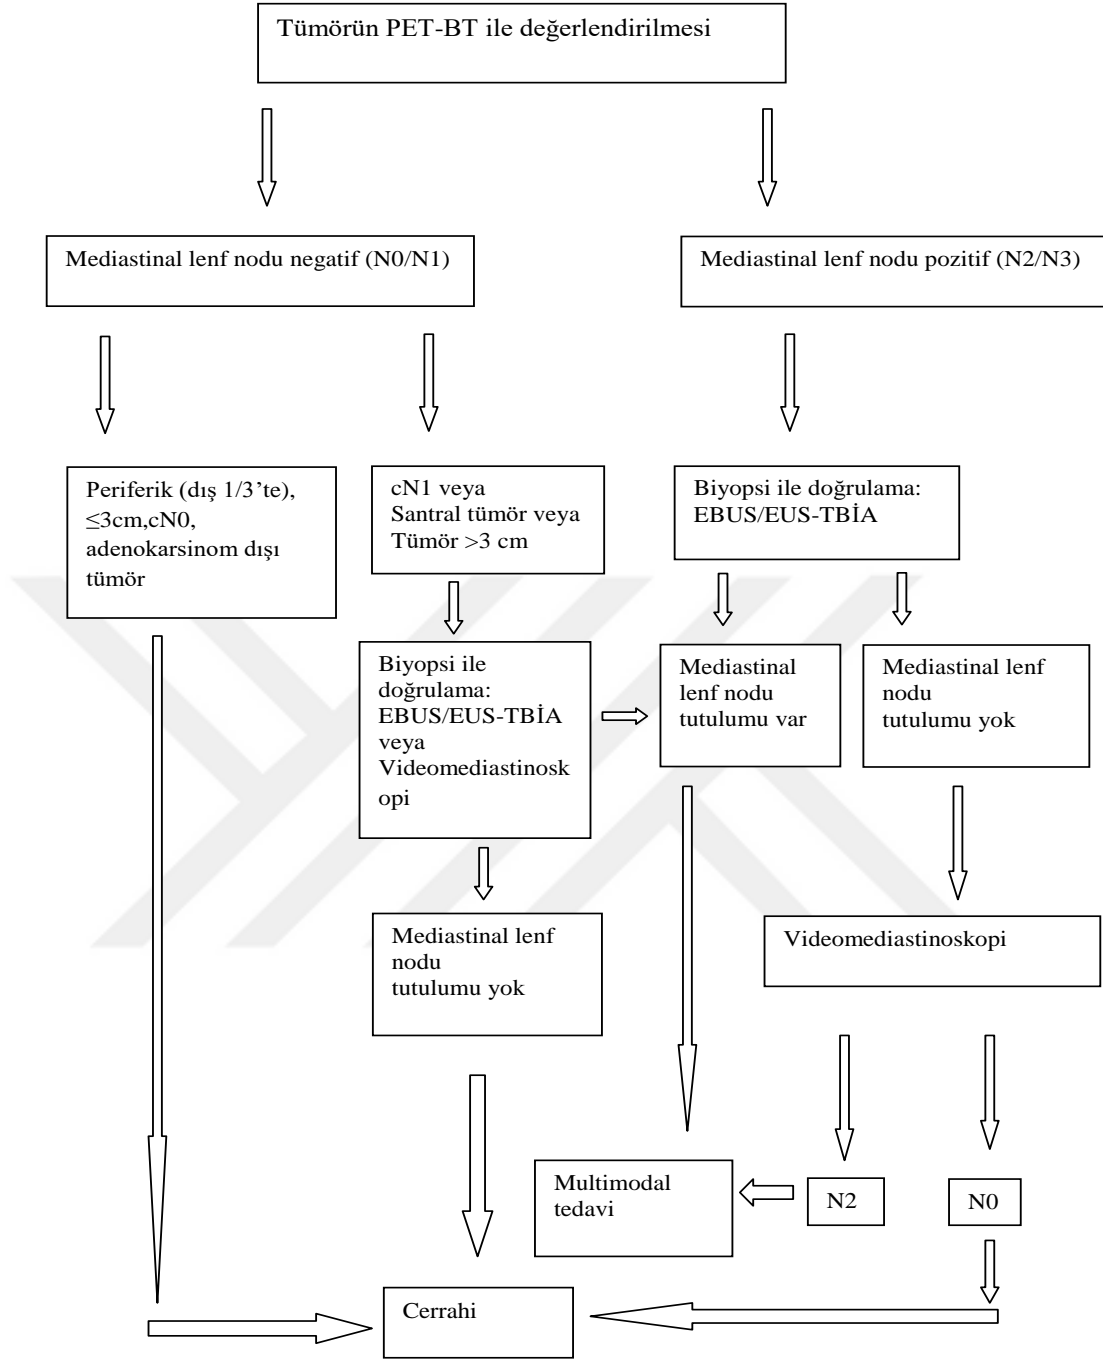 Tümörün PET-BT ile değerlendirilmesi
Mediastinal lenf nodu negatif (N0/N1)
Mediastinal lenf nodu pozitif (N2/N3)
Periferik (dış 1/3’te),
≤3cm,cN0,
adenokarsinom dışı
tümör
cN1 veya
Santral tümör veya
Tümör >3 cm
Biyopsi ile doğrulama:
EBUS/EUS-TBİA
Biyopsi ile
doğrulama:
EBUS/EUS-TBİA
veya
Videomediastinosk
opi
Mediastinal
lenf nodu
tutulumu var
Mediastinal lenf
nodu
tutulumu yok
Mediastinal lenf
nodu
tutulumu yok
Videomediastinoskopi
Multimodal
tedavi
N2
N0
Cerrahi